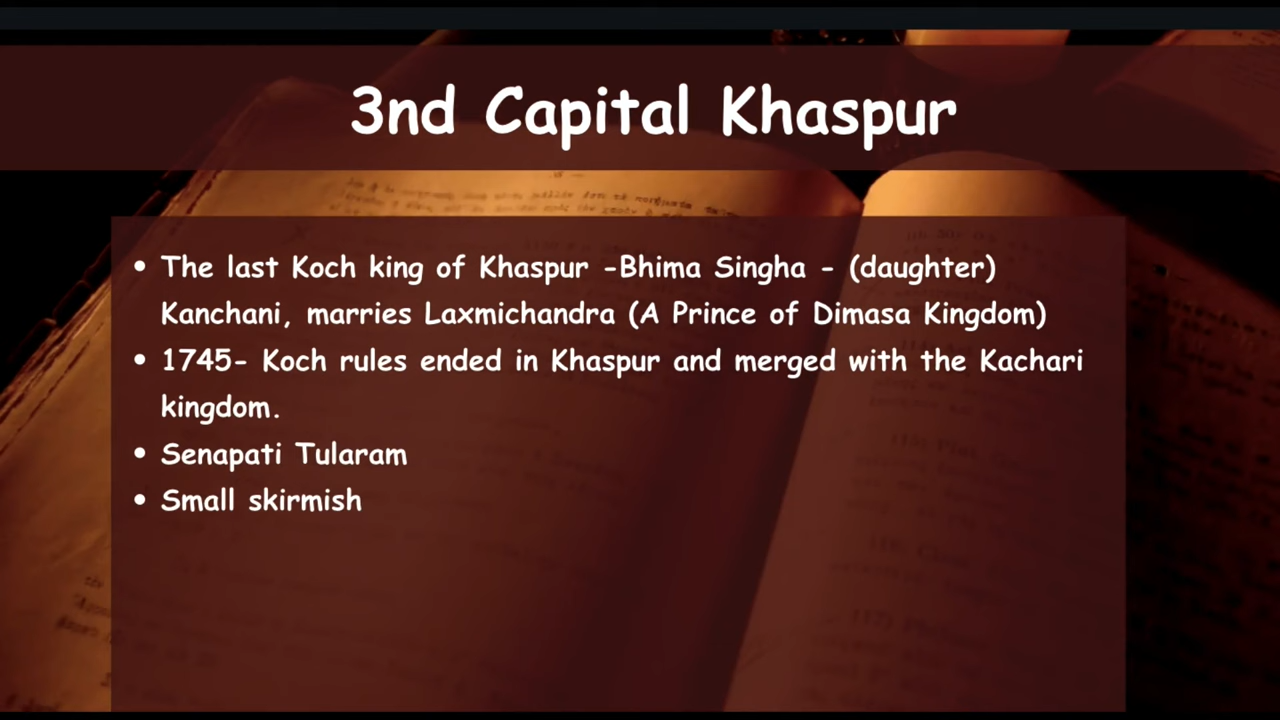 3nd Capital Khaspur
• The last Koch king of Khaspur -Bhima Singha - (daughter)
Kanchani, marries Laxmichandra (A Prince of Dimasa Kingdom)
• 1745- Koch rules ended in Khaspur and merged with the Kachari
kingdom.
• Senapati Tularam
• Small skirmish